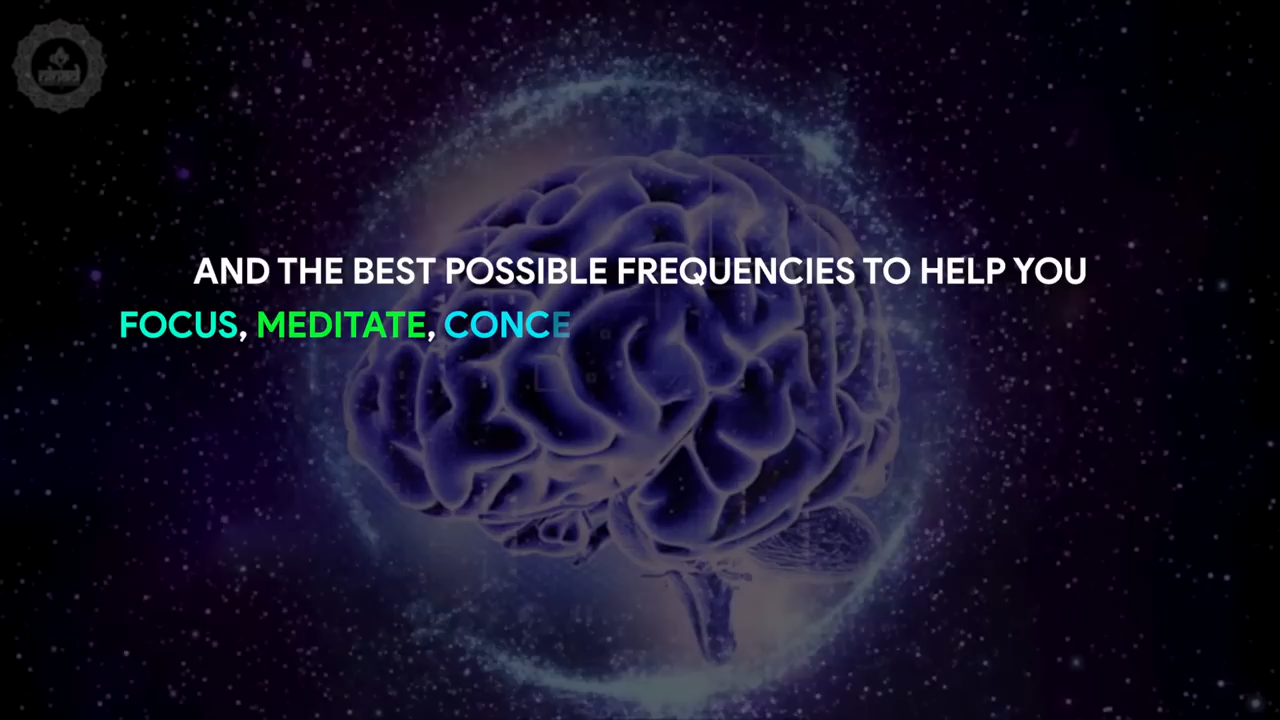 AND THE BEST POSSIBLE FREQUENCIES TO HELP YOU
FOCUS, MEDITATE, CONCE